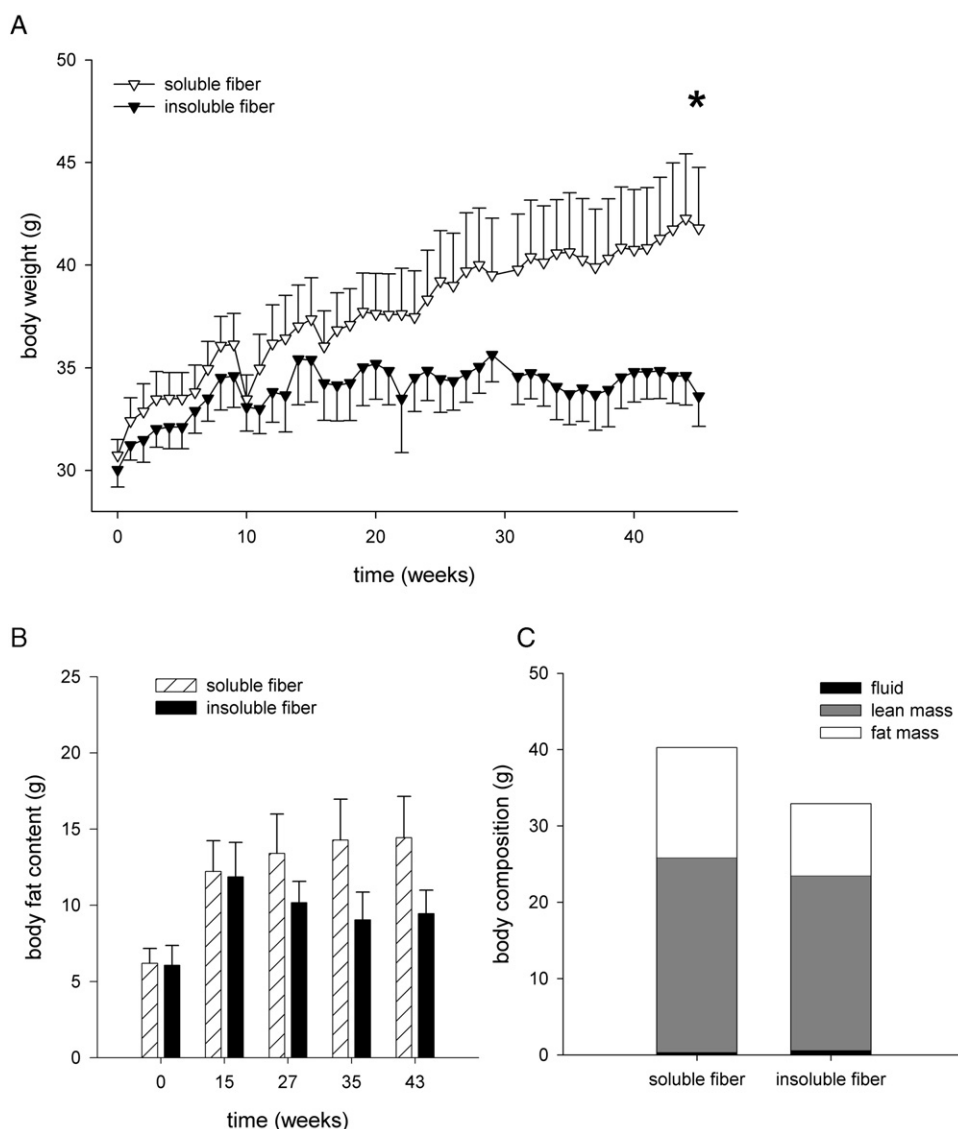 A
50
45
40
35
30
body weight (g)
soluble fiber
insoluble fiber
*
0 10 20 30 40
time (weeks)
B
25
20
15
10
5
0
body fat content (g)
soluble fiber
insoluble fiber
0 15 27 35 43
time (weeks)
C
50
40
30
20
10
0
body composition (g)
fluid
lean mass
fat mass
soluble fiber insoluble fiber